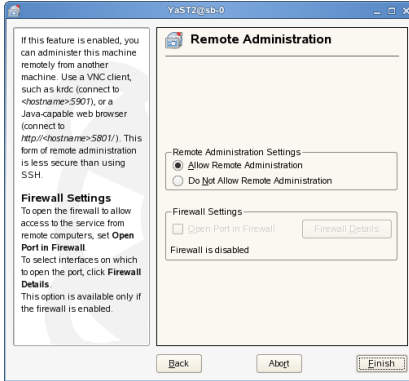 YaST2@sb-0
If this feature is enabled, you
can administer this machine
remotely from another
machine. Use a VNC client,
such as krdc (connect to
<hostname>:5901), or a
Java-capable web browser
(connect to
http://<hostname>:5801/). This
form of remote administration
is less secure than using
SSH.
Firewall Settings
To open the firewall to allow
access to the service from
remote computers, set Open
Port in Firewall.
To select interfaces on which
to open the port, click Firewall
Details.
This option is available only if
the firewall is enabled.
Remote Administration
Remote Administration Settings
Allow Remote Administration
Do Not Allow Remote Administration
Firewall Settings
Open Port in Firewall
Firewall Details
Firewall is disabled
Back
Abort
Finish